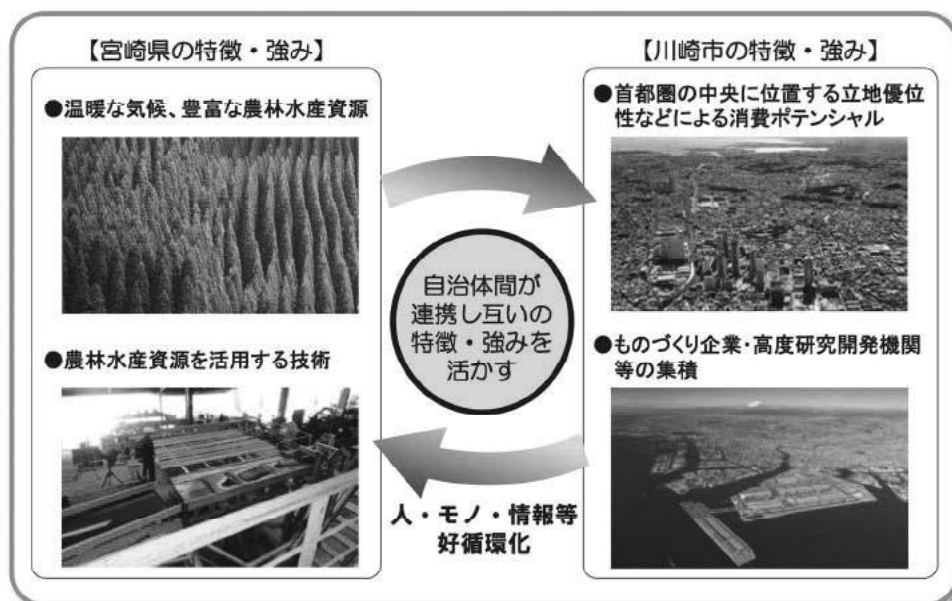 【宮崎県の特徴・強み】
●温暖な気候、豊富な農林水産資源
●農林水産資源を活用する技術
自治体間が
連携し互いの
特徴・強みを
活かす
人・モノ・情報等
好循環化
【川崎市の特徴・強み】
●首都圏の中央に位置する立地優位
性などによる消費ポテンシャル
●ものづくり企業・高度研究開発機関
等の集積